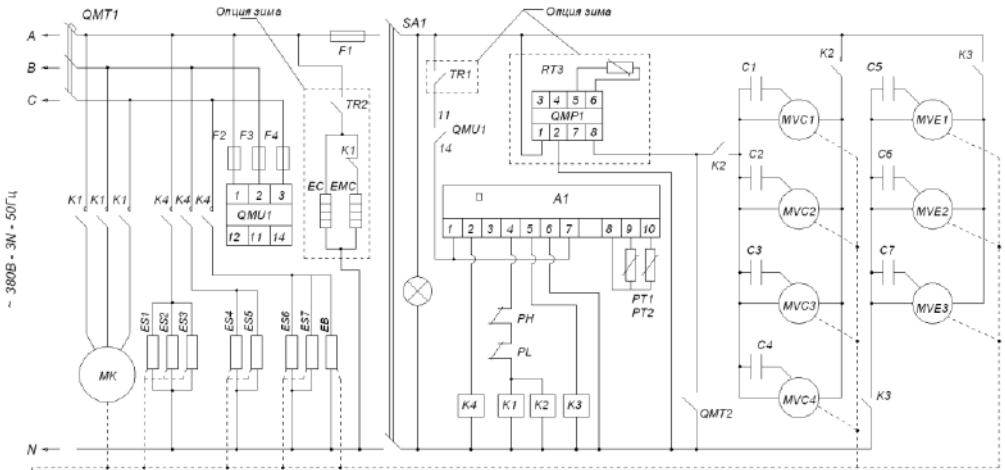 QMT1
Опция зима
SA1
Опция зима
A
B
C
F1
TR2
TR1
RT3
3 4 5 6
QMP1
1 2 7 8
11
QMU1
14
K2
K2
K3
C1
C5
MVC1
MVE1
C2
C6
MVC2
MVE2
C3
C7
MVC3
MVE3
C4
MVC4
K3
F2 F3 F4
K1
EC EMC
1 2 3
QMU1
12 11 14
K1 K1 K1
K4 K4 K4
A1
1 2 3 4 5 6 7 8 9 10
PT1
PT2
PH
PL
ES1 ES2 ES3
ES4 ES5
ES6 ES7 EB
MK
K4 K1 K2 K3
QMT2
N
~ 380В - 3N - 50Гц